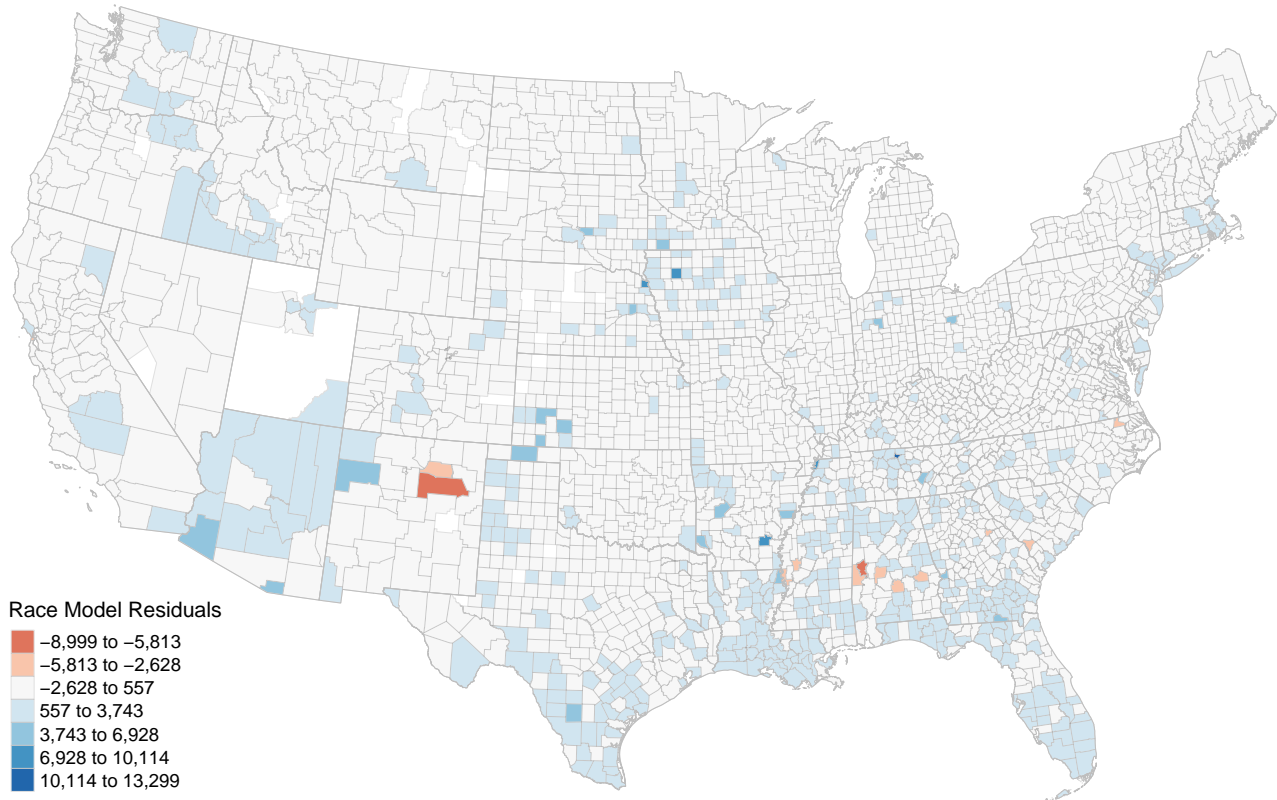 Race Model Residuals
−8,999 to −5,813
−5,813 to −2,628
−2,628 to 557
557 to 3,743
3,743 to 6,928
6,928 to 10,114
10,114 to 13,299